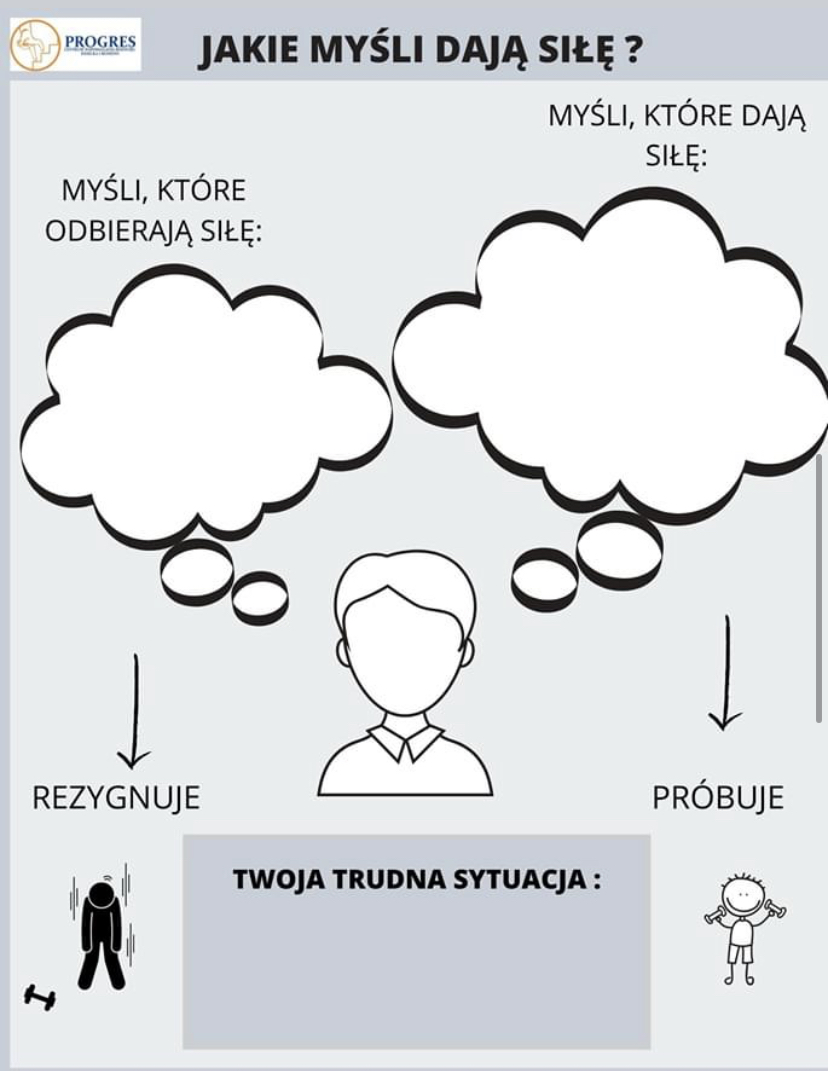 PROGRES
JAKIE MYŚLI DAJĄ SIŁĘ ?
MYŚLI, KTÓRE DAJĄ
SIŁĘ:
MYŚLI, KTÓRE
ODBIERAJĄ SIŁĘ:
REZYGNUJE
PRÓBUJE
TWOJA TRUDNA SYTUACJA :